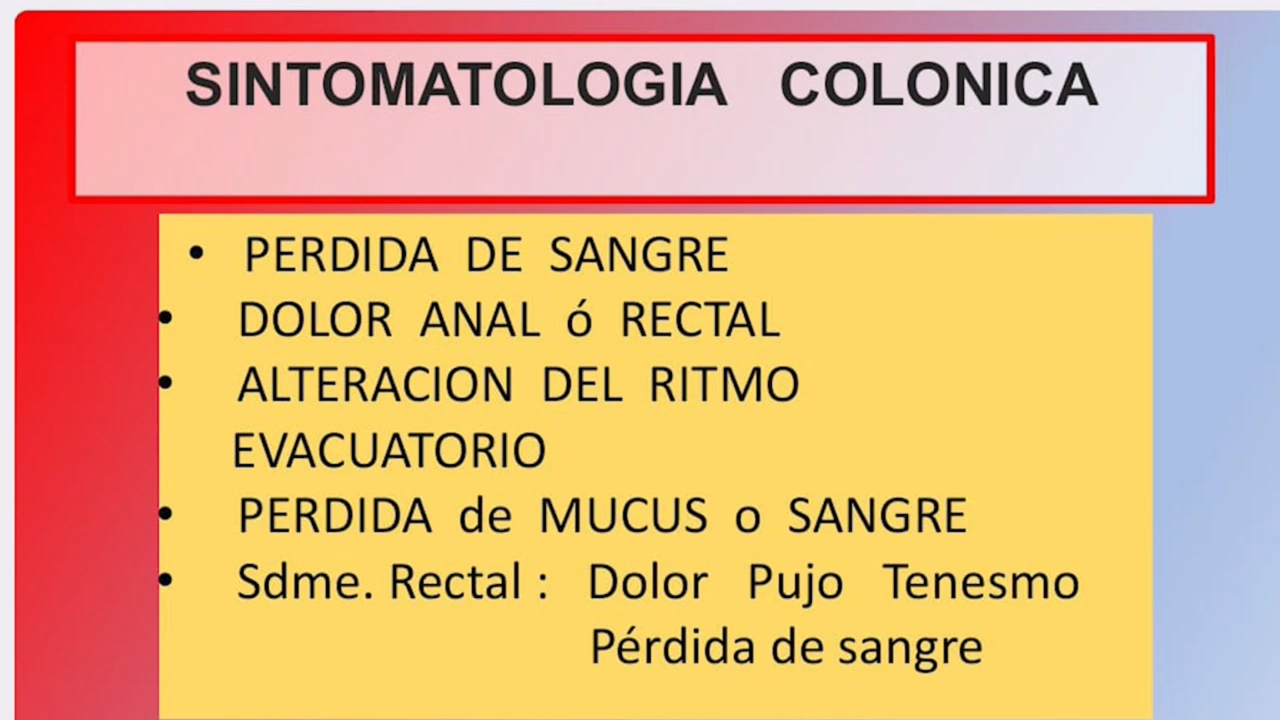 SINTOMATOLOGIA COLONICA
• PERDIDA DE SANGRE
• DOLOR ANAL ó RECTAL
• ALTERACION DEL RITMO
EVACUATORIO
• PERDIDA de MUCUS o SANGRE
• Sdme. Rectal : Dolor Pujo Tenesmo
Pérdida de sangre